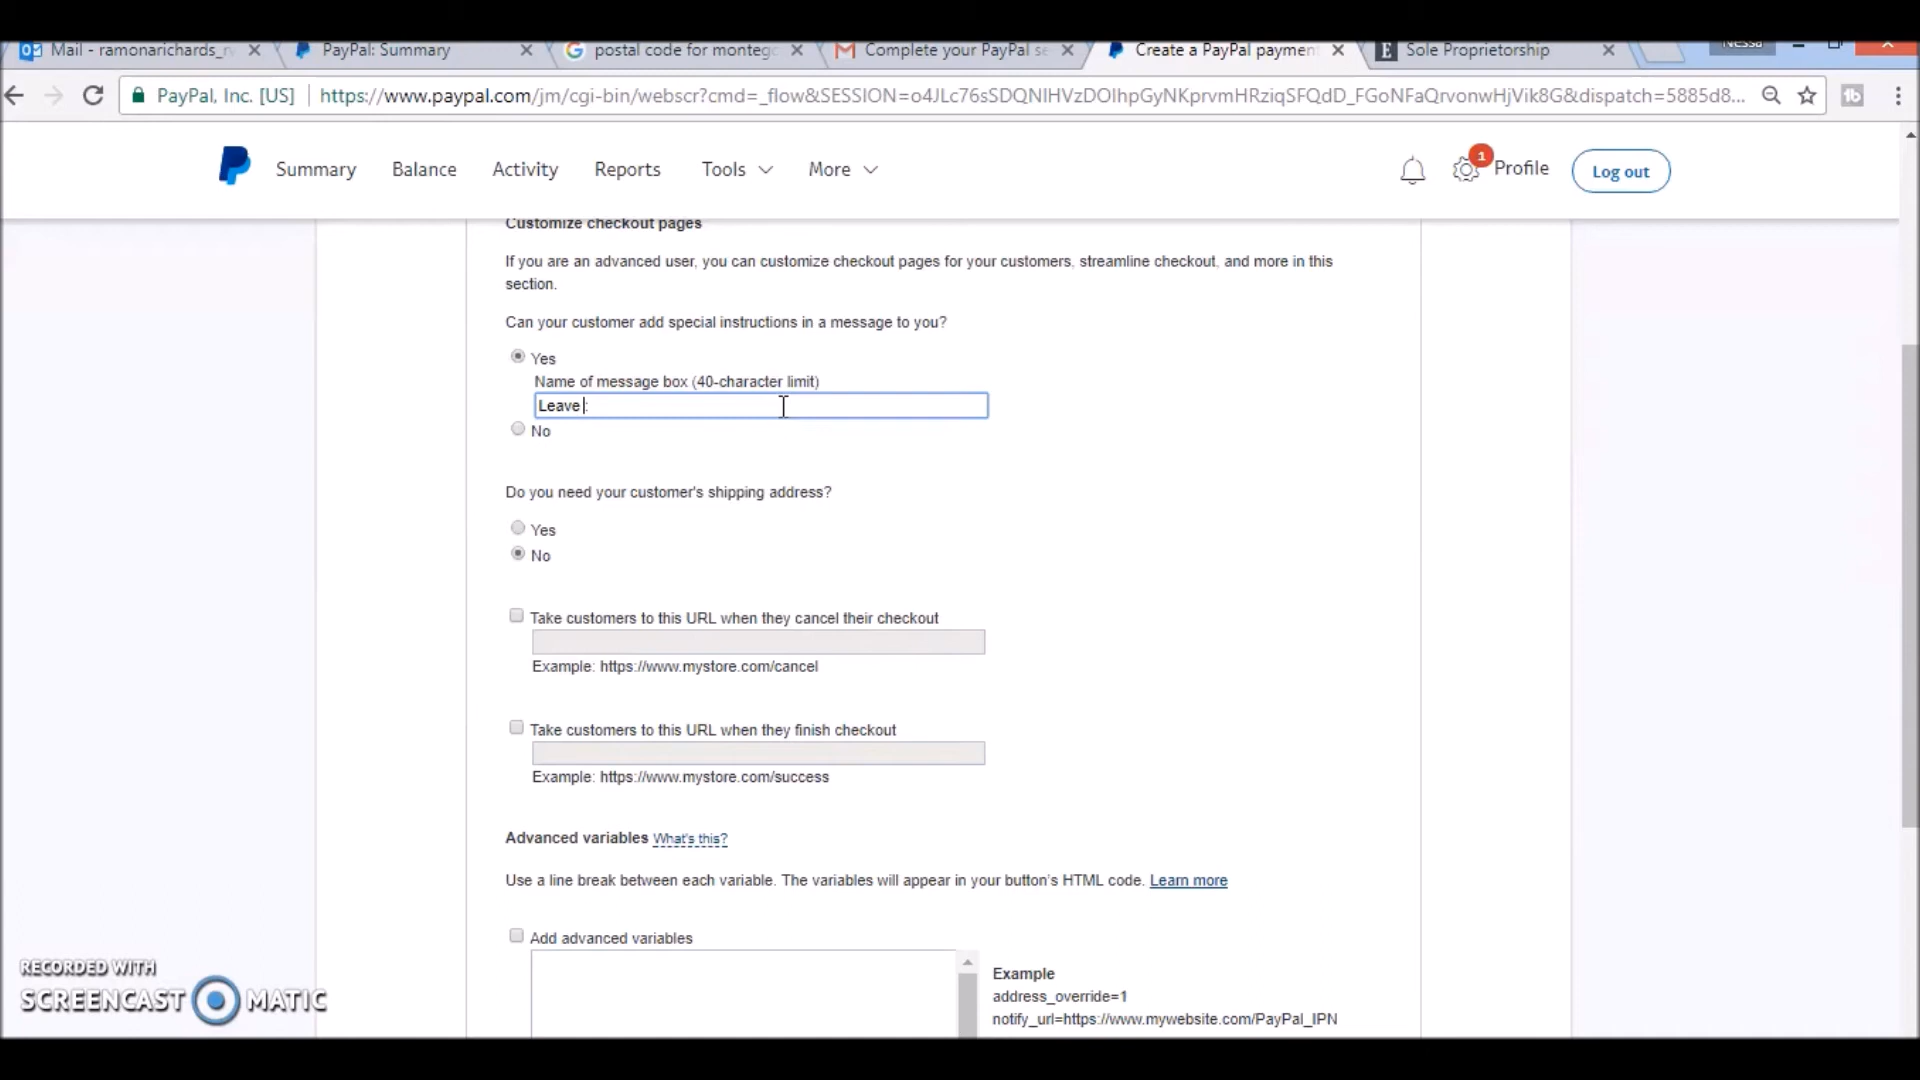 Mail - ramonarichards_r
PayPal: Summary
postal code for montego
Complete your PayPal se
Create a PayPal paymen
Sole Proprietorship
Nessa
PayPal, Inc. [US]
https://www.paypal.com/jm/cgi-bin/webscr?cmd=_flow&SESSION=o4JLc76sSDQNIHVzDOlhpGyNKprvmHRziqSFQdD_FGoNFaQrvonwHjVik8G&dispatch=5885d8...
Summary
Balance
Activity
Reports
Tools
More
1
Profile
Log out
Customize checkout pages
If you are an advanced user, you can customize checkout pages for your customers, streamline checkout, and more in this
section.
Can your customer add special instructions in a message to you?
Yes
Name of message box (40-character limit)
Leave :
No
Do you need your customer's shipping address?
Yes
No
Take customers to this URL when they cancel their checkout
Example: https://www.mystore.com/cancel
Take customers to this URL when they finish checkout
Example: https://www.mystore.com/success
Advanced variables What's this?
Use a line break between each variable. The variables will appear in your button's HTML code. Learn more
Add advanced variables
Example
address_override=1
notify_url=https://www.mywebsite.com/PayPal_IPN
RECORDED WITH
SCREENCAST MATIC